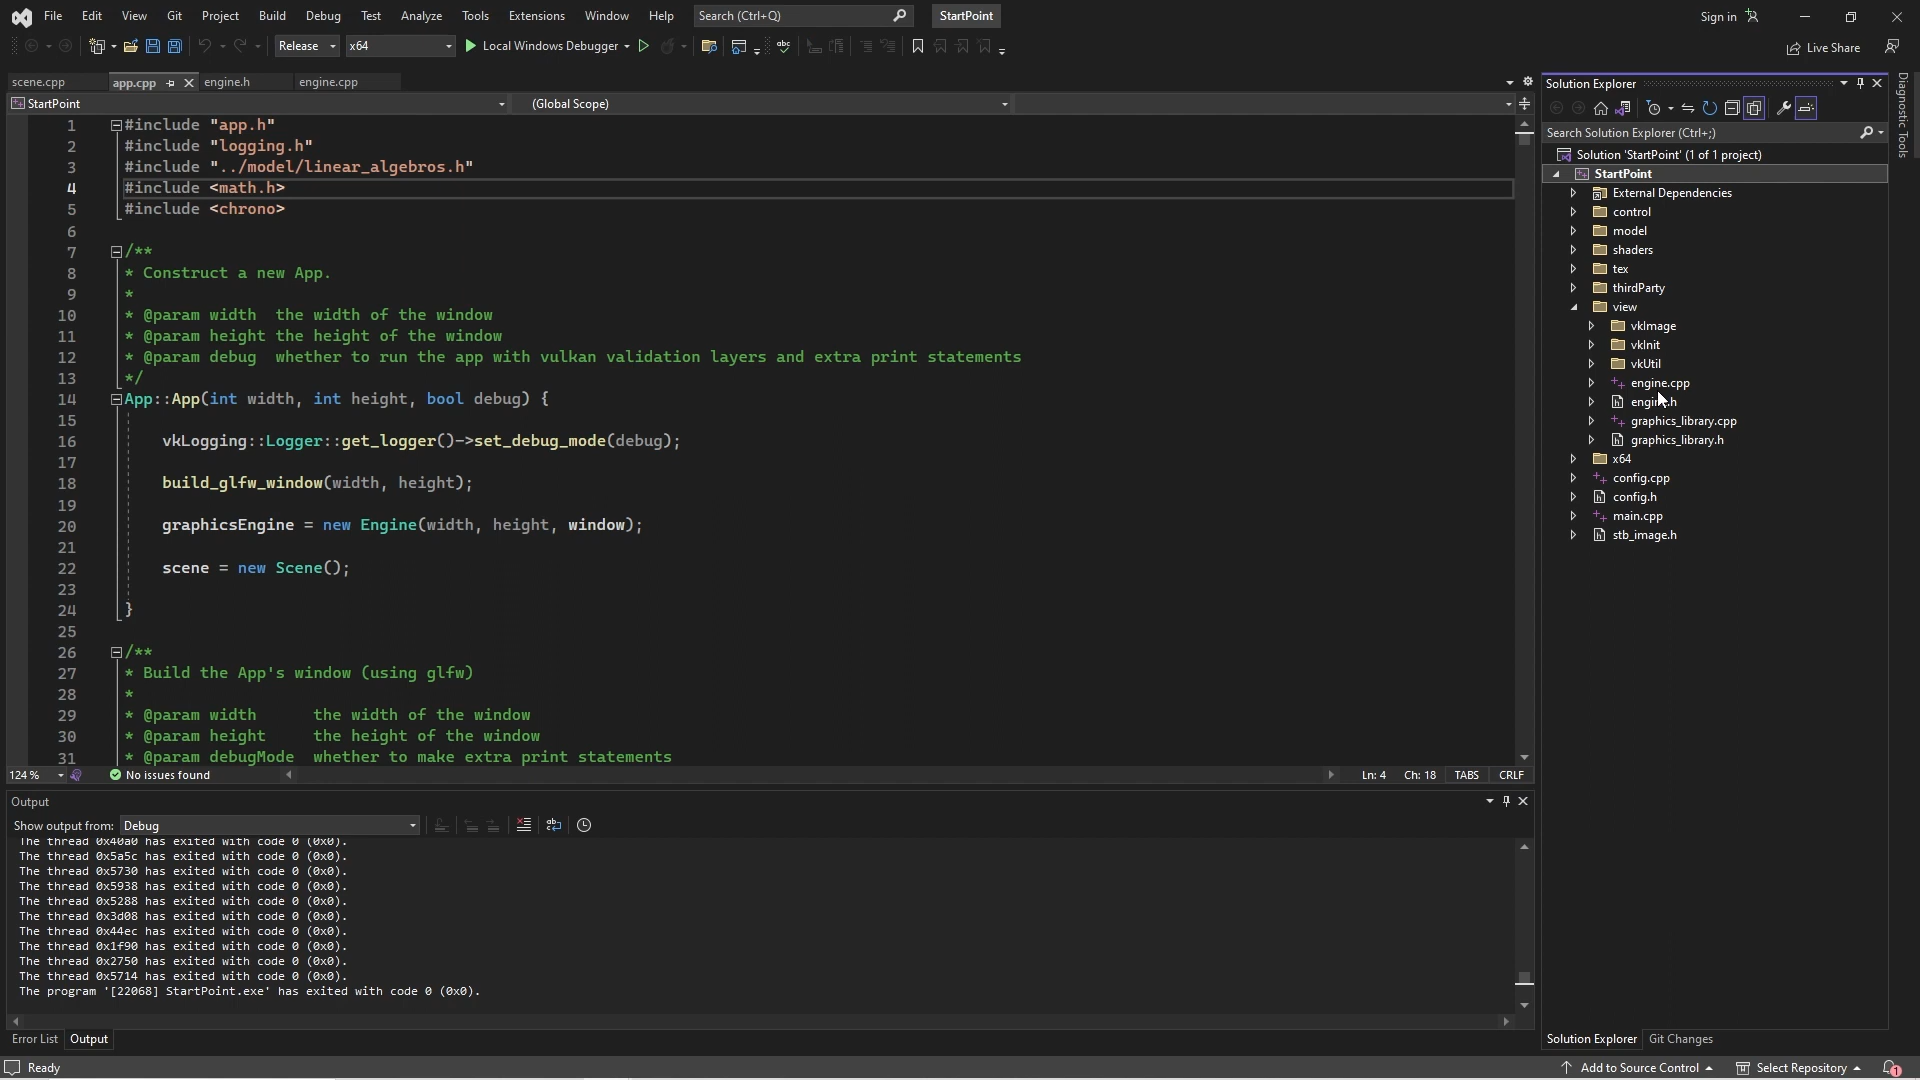 File Edit View Git Project Build Debug Test Analyze Tools Extensions Window Help Search (Ctrl+Q) StartPoint Sign in
Release x64 Local Windows Debugger Live Share
scene.cpp app.cpp engine.h engine.cpp
StartPoint (Global Scope)
1 #include "app.h"
2 #include "logging.h"
3 #include "../model/linear_algebros.h"
4 #include <math.h>
5 #include <chrono>
6
7 /**
8 * Construct a new App.
9 *
10 * @param width the width of the window
11 * @param height the height of the window
12 * @param debug whether to run the app with vulkan validation layers and extra print statements
13 */
14 App::App(int width, int height, bool debug) {
15
16 vkLogging::Logger::get_logger()->set_debug_mode(debug);
17
18 build_glfw_window(width, height);
19
20 graphicsEngine = new Engine(width, height, window);
21
22 scene = new Scene();
23
24 }
25
26 /**
27 * Build the App's window (using glfw)
28 *
29 * @param width the width of the window
30 * @param height the height of the window
31 * @param debugMode whether to make extra print statements
124 % No issues found Ln: 4 Ch: 18 TABS CRLF
Output
Show output from: Debug
The thread 0x40a0 has exited with code 0 (0x0).
The thread 0x5a5c has exited with code 0 (0x0).
The thread 0x5730 has exited with code 0 (0x0).
The thread 0x5938 has exited with code 0 (0x0).
The thread 0x5288 has exited with code 0 (0x0).
The thread 0x3d08 has exited with code 0 (0x0).
The thread 0x44ec has exited with code 0 (0x0).
The thread 0x1f90 has exited with code 0 (0x0).
The thread 0x2750 has exited with code 0 (0x0).
The thread 0x5714 has exited with code 0 (0x0).
The program '[22068] StartPoint.exe' has exited with code 0 (0x0).
Error List Output
Solution Explorer
Search Solution Explorer (Ctrl+;)
Solution 'StartPoint' (1 of 1 project)
StartPoint
External Dependencies
control
model
shaders
tex
thirdParty
view
vkImage
vkInit
vkUtil
engine.cpp
engine.h
graphics_library.cpp
graphics_library.h
x64
config.cpp
config.h
main.cpp
stb_image.h
Solution Explorer Git Changes
Diagnostic Tools
Ready Add to Source Control Select Repository 1